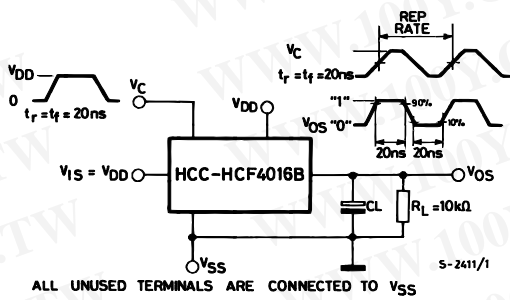 REP
RATE
VC
tr = tf = 20ns
VDD
0
tr = tf = 20ns
VC
VDD
"1"
90%
VOS "0"
10%
20ns 20ns
VIS = VDD
HCC-HCF4016B
VOS
CL
RL = 10kΩ
VSS
S-2411/1
ALL UNUSED TERMINALS ARE CONNECTED TO VSS